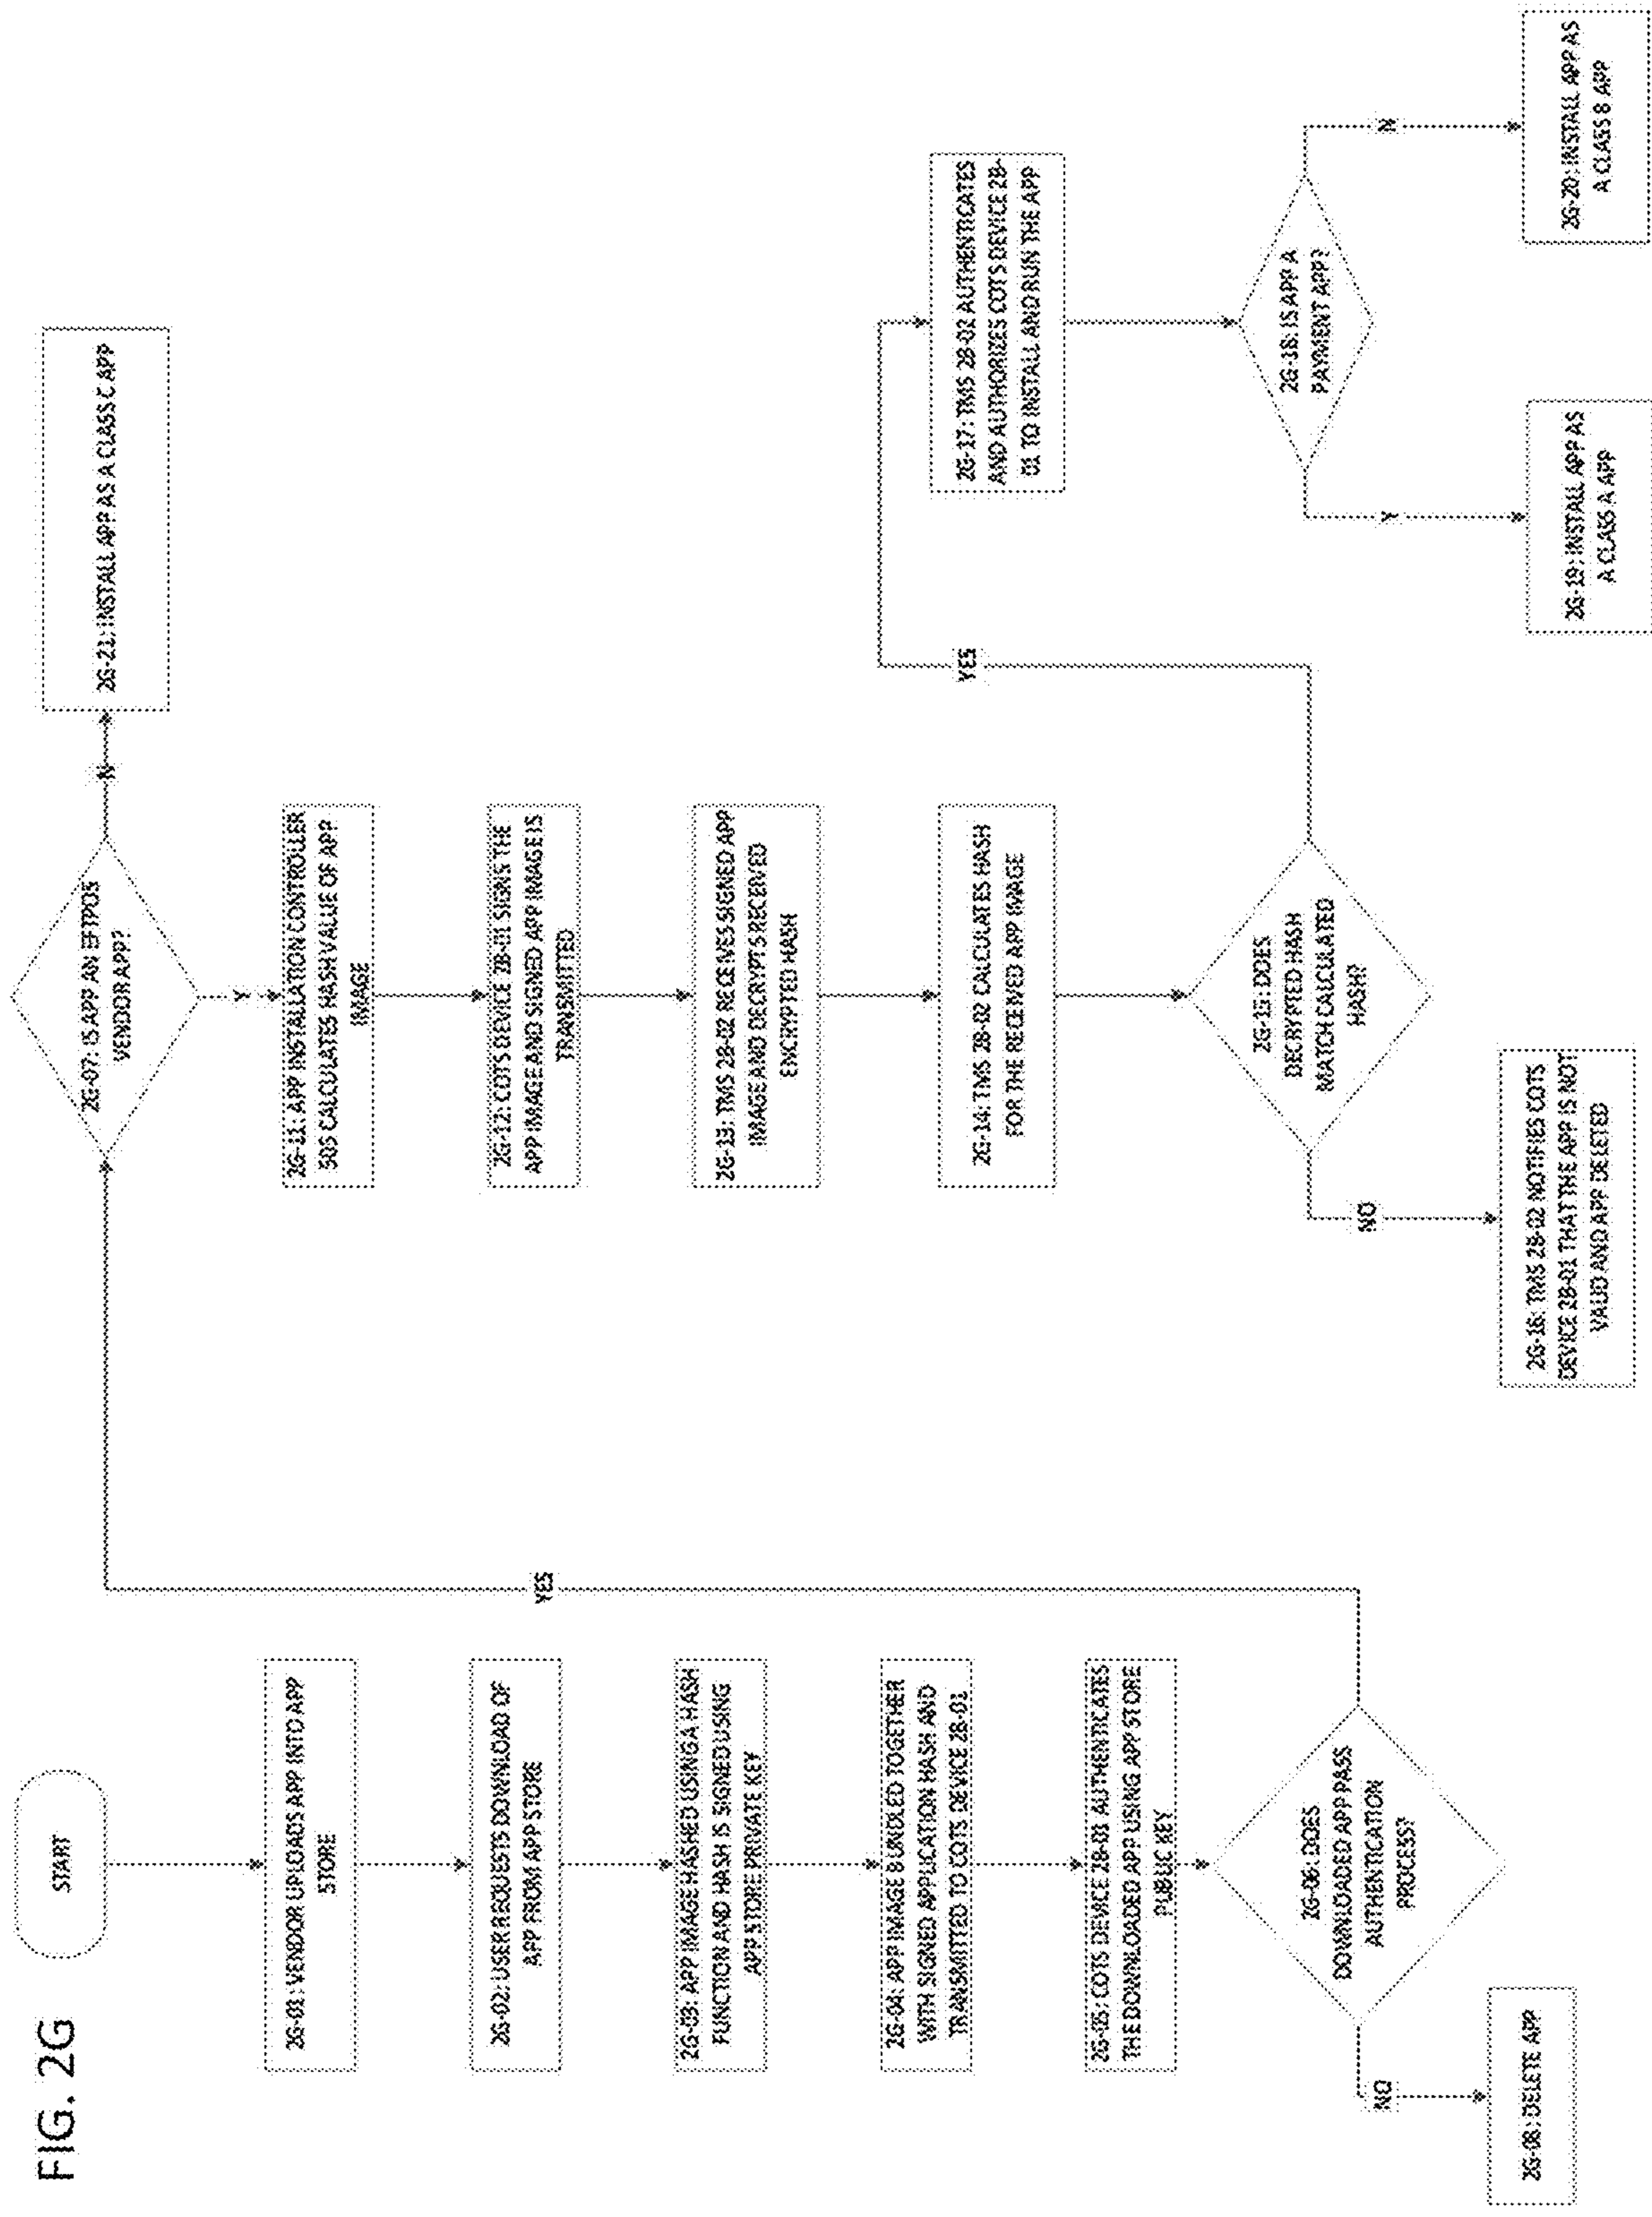 FIG. 2G
START
2G-01: VENDOR UPLOADS APP INTO APP
STORE
2G-02: USER REQUESTS DOWNLOAD OF
APP FROM APP STORE
2G-03: APP IMAGE HASHED USING A HASH
FUNCTION AND HASH IS SIGNED USING
APP STORE PRIVATE KEY
2G-04: APP IMAGE BUNDLED TOGETHER
WITH SIGNED APPLICATION HASH AND
TRANSMITTED TO COTS DEVICE 2B-01
2G-05: COTS DEVICE 2B-01 AUTHENTICATES
THE DOWNLOADED APP USING APP STORE
PUBLIC KEY
2G-06: DOES
DOWNLOADED APP PASS
AUTHENTICATION
PROCESS?
NO
2G-08: DELETE APP
YES
2G-07: IS APP AN EFTPOS
VENDOR APP?
N
2G-21: INSTALL APP AS A CLASS C APP
Y
2G-11: APP INSTALLATION CONTROLLER
505 CALCULATES HASH VALUE OF APP
IMAGE
2G-12: COTS DEVICE 2B-01 SIGNS THE
APP IMAGE AND SIGNED APP IMAGE IS
TRANSMITTED
2G-13: TMS 2B-02 RECEIVES SIGNED APP
IMAGE AND DECRYPTS RECEIVED
ENCRYPTED HASH
2G-14: TMS 2B-02 CALCULATES HASH
FOR THE RECEIVED APP IMAGE
2G-15: DOES
DECRYPTED HASH
MATCH CALCULATED
HASH?
NO
2G-16: TMS 2B-02 NOTIFIES COTS
DEVICE 2B-01 THAT THE APP IS NOT
VALID AND APP DELETED
YES
2G-17: TMS 2B-02 AUTHENTICATES
AND AUTHORIZES COTS DEVICE 2B-
01 TO INSTALL AND RUN THE APP
2G-18: IS APP A
PAYMENT APP?
Y
2G-19: INSTALL APP AS
A CLASS A APP
N
2G-20: INSTALL APP AS
A CLASS B APP